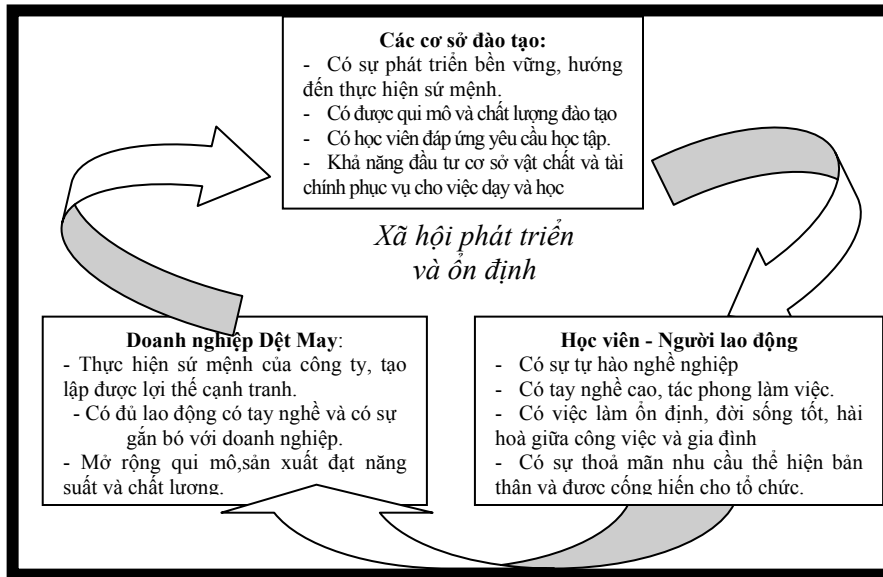 Các cơ sở đào tạo:
- Có sự phát triển bền vững, hướng
đến thực hiện sứ mệnh.
- Có được qui mô và chất lượng đào tạo
- Có học viên đáp ứng yêu cầu học tập.
- Khả năng đầu tư cơ sở vật chất và tài
chính phục vụ cho việc dạy và học
Xã hội phát triển
và ổn định
Doanh nghiệp Dệt May:
- Thực hiện sứ mệnh của công ty, tạo
lập được lợi thế cạnh tranh.
- Có đủ lao động có tay nghề và có sự
gắn bó với doanh nghiệp.
- Mở rộng qui mô,sản xuất đạt năng
suất và chất lượng.
Học viên - Người lao động
- Có sự tự hào nghề nghiệp
- Có tay nghề cao, tác phong làm việc.
- Có việc làm ổn định, đời sống tốt, hài
hoà giữa công việc và gia đình
- Có sự thoả mãn nhu cầu thể hiện bản
thân và được cống hiến cho tổ chức.